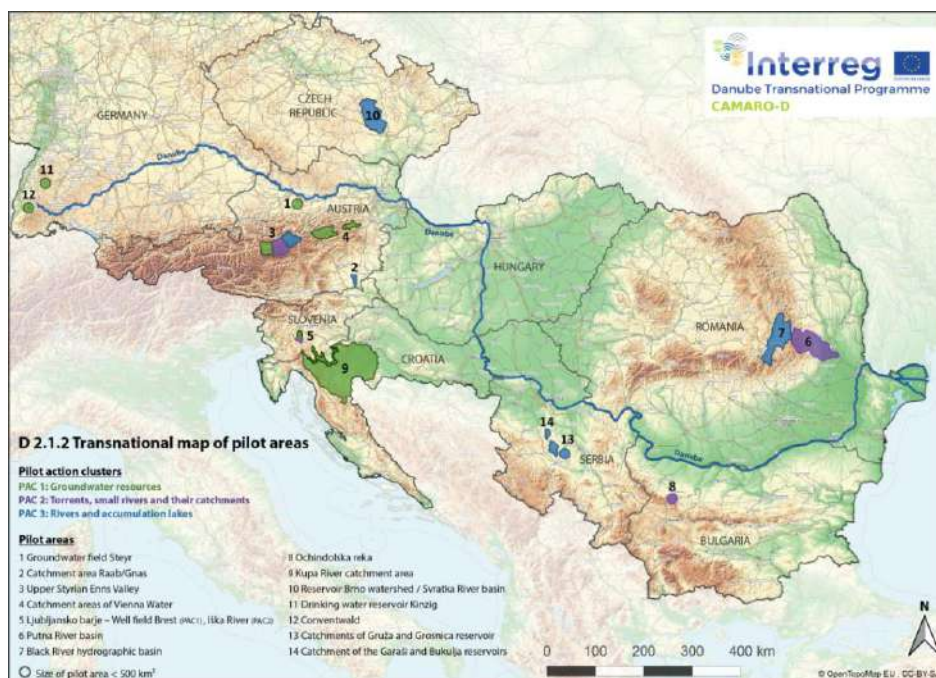 Interreg
Danube Transnational Programme
CAMARO-D
CZECH
REPUBLIC
10
GERMANY
11
12
Danube
1
AUSTRIA
3
4
Danube
2
HUNGARY
SLOVENIA
5
ROMANIA
7
6
CROATIA
9
14
13
SERBIA
Danube
8
BULGARIA
D 2.1.2 Transnational map of pilot areas
Pilot action clusters
PAC 1: Groundwater resources
PAC 2: Torrents, small rivers and their catchments
PAC 3: Rivers and accumulation lakes
Pilot areas
1 Groundwater field Steyr
2 Catchment area Raab/Gnas
3 Upper Styrian Enns Valley
4 Catchment areas of Vienna Water
5 Ljubljansko barje – Well field Brest (PAC1), Iška River (PAC2)
6 Putna River basin
7 Black River hydrographic basin
8 Ochindolska reka
9 Kupa River catchment area
10 Reservoir Brno watershed / Svratka River basin
11 Drinking water reservoir Kinzig
12 Conventwald
13 Catchments of Gruža and Grosnica reservoir
14 Catchment of the Garaši and Bukulja reservoirs
Size of pilot area < 500 km²
0 100 200 300 400 km
N
© OpenTopoMap E.U., CC-BY-SA